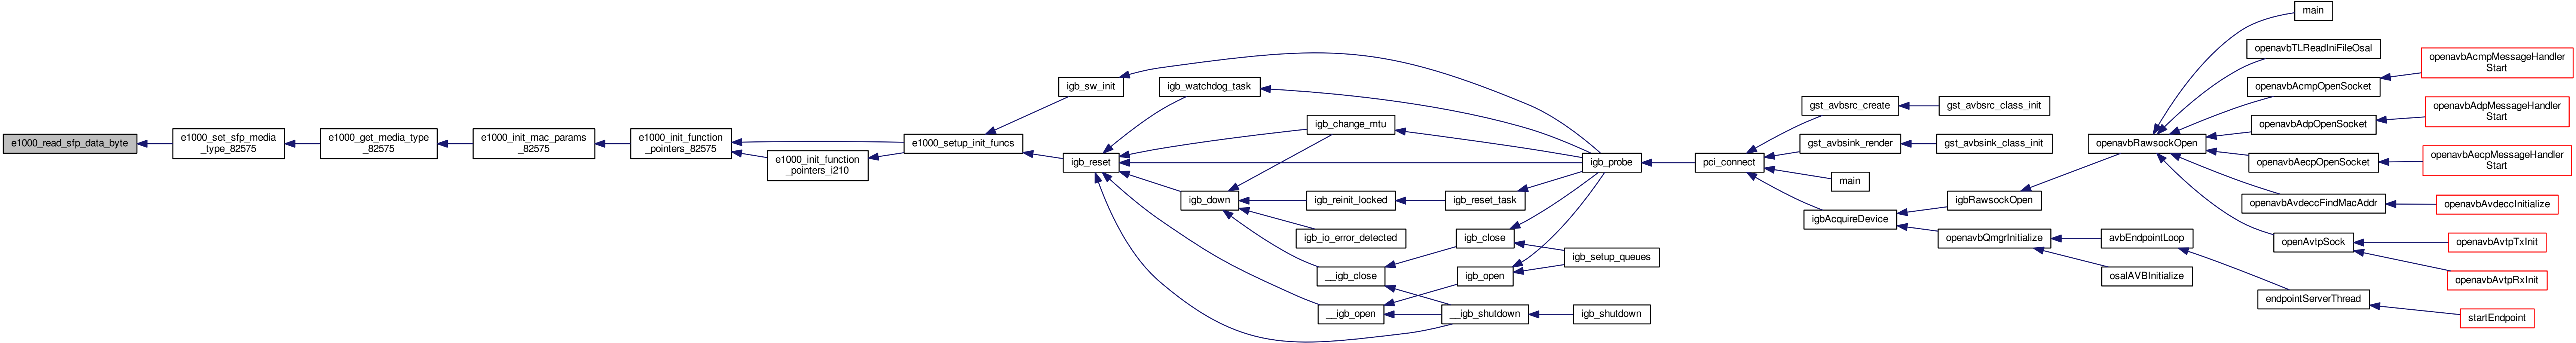 e1000_read_sfp_data_byte
e1000_set_sfp_media
_type_82575
e1000_get_media_type
_82575
e1000_init_mac_params
_82575
e1000_init_function
_pointers_82575
e1000_init_function
_pointers_i210
e1000_setup_init_funcs
igb_sw_init
igb_reset
igb_watchdog_task
igb_change_mtu
igb_down
igb_reinit_locked
igb_reset_task
igb_io_error_detected
__igb_close
__igb_open
igb_close
igb_open
__igb_shutdown
igb_setup_queues
igb_shutdown
igb_probe
pci_connect
gst_avbsrc_create
gst_avbsrc_class_init
gst_avbsink_render
gst_avbsink_class_init
main
igbAcquireDevice
igbRawsockOpen
openavbQmgrInitialize
avbEndpointLoop
osalAVBInitialize
openavbRawsockOpen
main
openavbTLReadIniFileOsal
openavbAcmpOpenSocket
openavbAcmpMessageHandler
Start
openavbAdpOpenSocket
openavbAdpMessageHandler
Start
openavbAecpOpenSocket
openavbAecpMessageHandler
Start
openavbAvdeccFindMacAddr
openavbAvdeccInitialize
openAvtpSock
openavbAvtpTxInit
openavbAvtpRxInit
endpointServerThread
startEndpoint